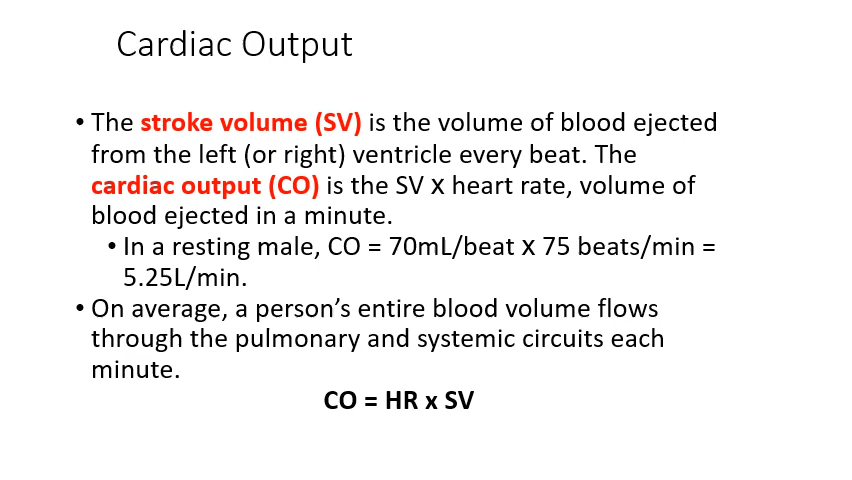 Cardiac Output
• The stroke volume (SV) is the volume of blood ejected
from the left (or right) ventricle every beat. The
cardiac output (CO) is the SV x heart rate, volume of
blood ejected in a minute.
• In a resting male, CO = 70mL/beat x 75 beats/min =
5.25L/min.
• On average, a person’s entire blood volume flows
through the pulmonary and systemic circuits each
minute.
CO = HR x SV